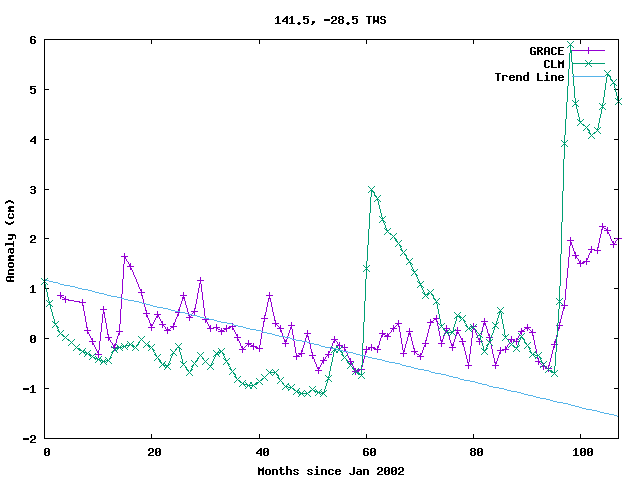 141.5, -28.5 TWS
GRACE
CLM
Trend Line
6
5
4
3
2
1
0
-1
-2
Anomaly (cm)
0 20 40 60 80 100
Months since Jan 2002